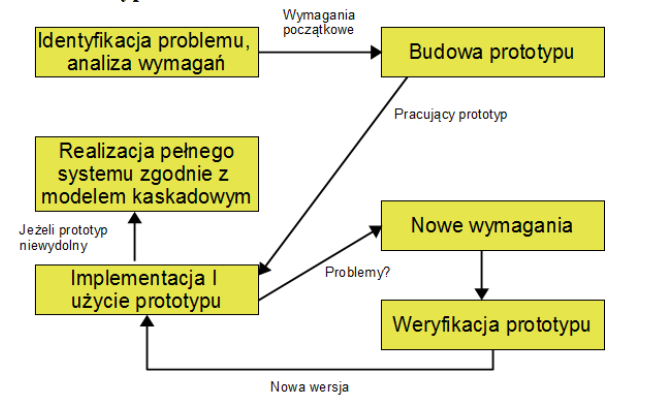 Wymagania
początkowe
Identyfikacja problemu,
analiza wymagań
Budowa prototypu
Pracujący prototyp
Realizacja pełnego
systemu zgodnie z
modelem kaskadowym
Jeżeli prototyp
niewydolny
Nowe wymagania
Implementacja I
użycie prototypu
Problemy?
Weryfikacja prototypu
Nowa wersja